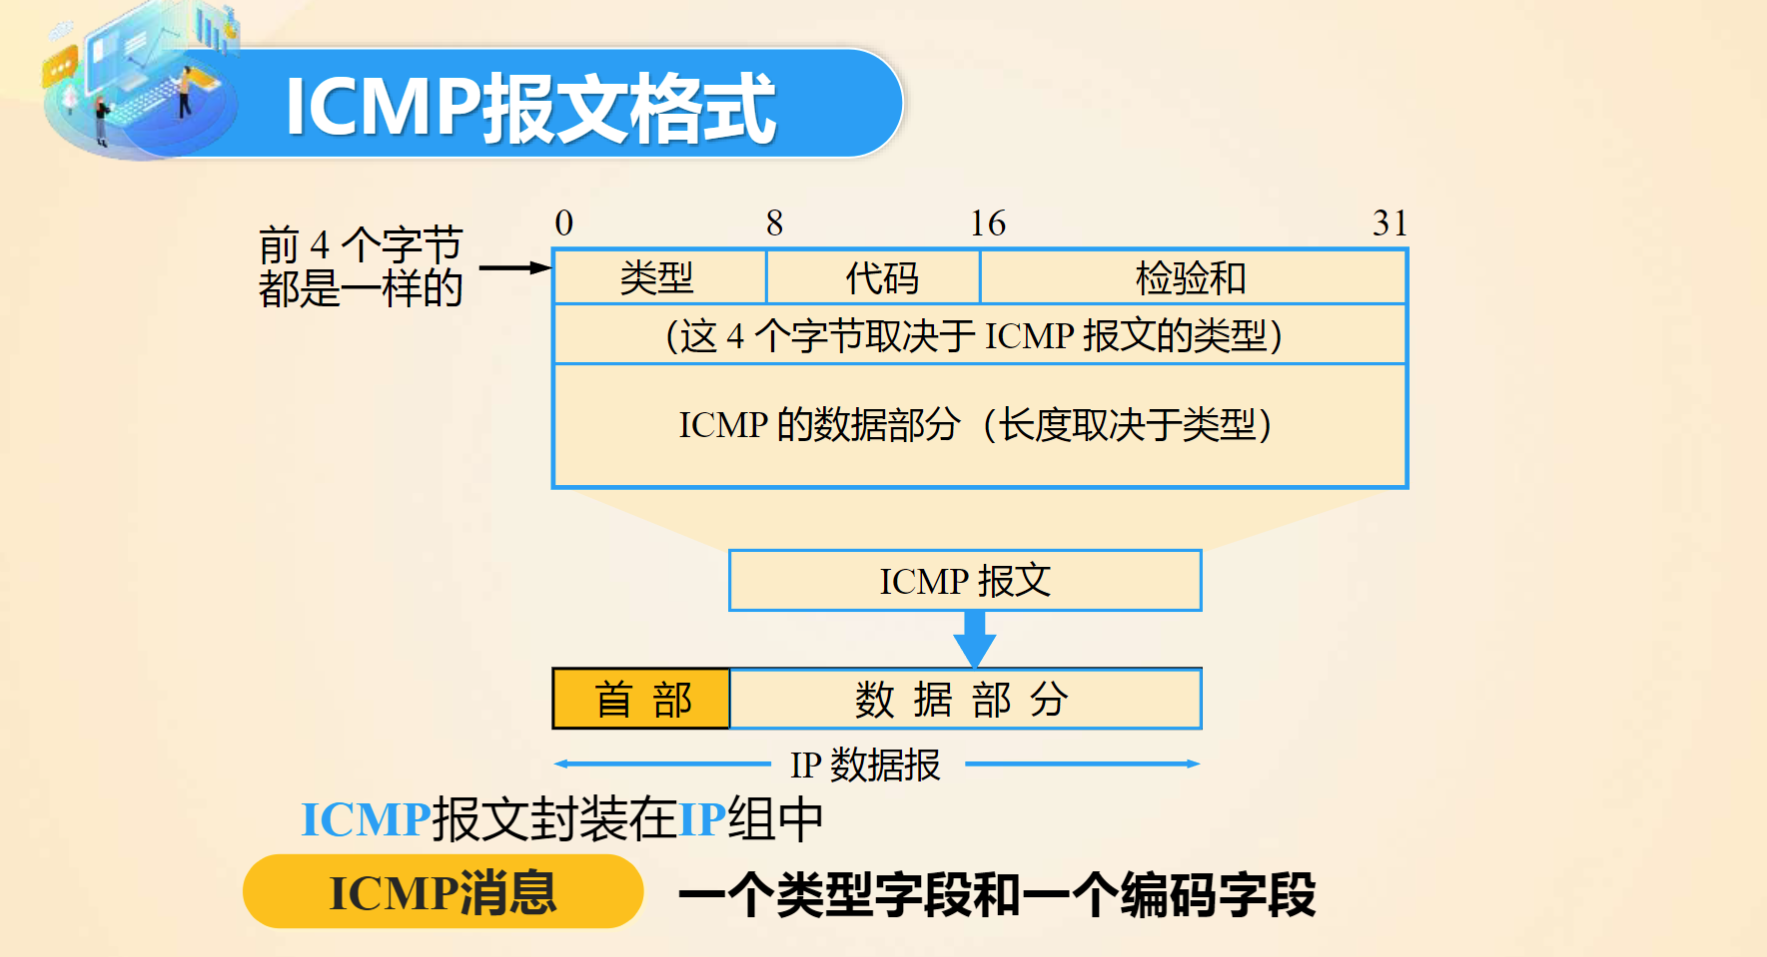 ICMP报文格式
0 8 16 31
前 4 个字节
都是一样的
类型 代码 检验和
（这 4 个字节取决于 ICMP 报文的类型）
ICMP 的数据部分（长度取决于类型）
ICMP 报文
首 部 数 据 部 分
IP 数据报
ICMP报文封装在IP组中
ICMP消息 一个类型字段和一个编码字段